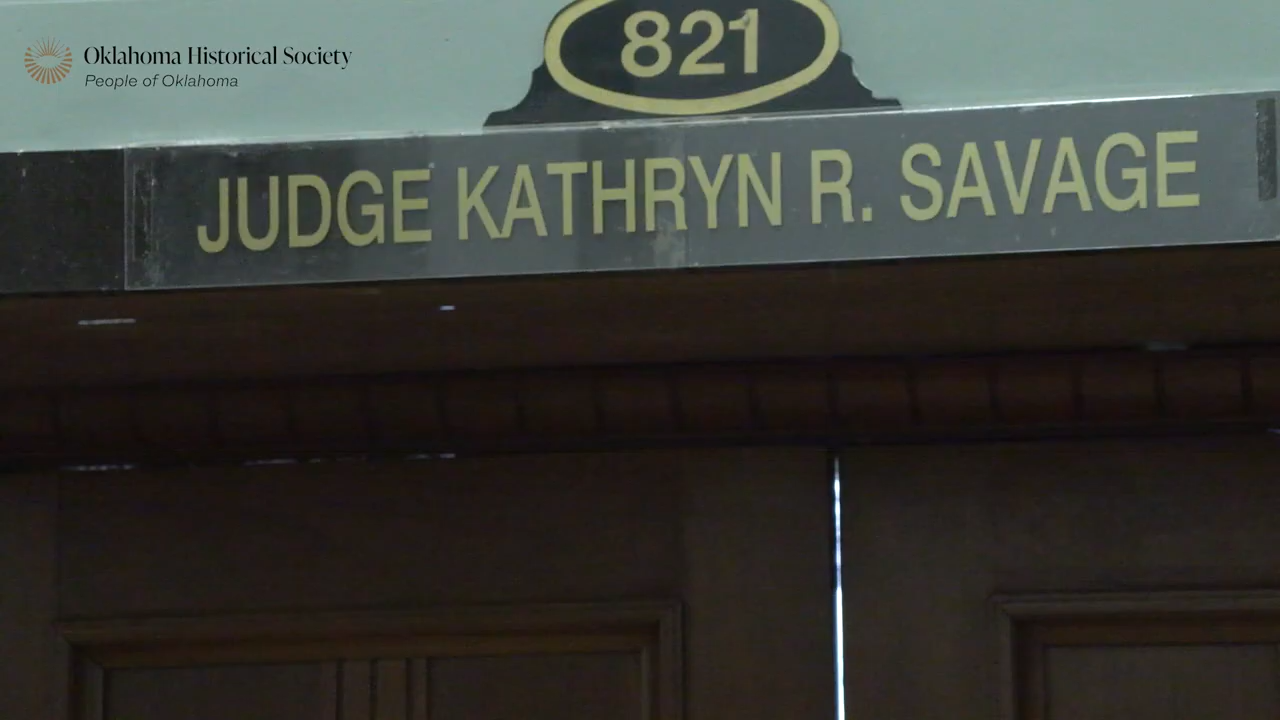 Oklahoma Historical Society
People of Oklahoma
821
JUDGE KATHRYN R. SAVAGE